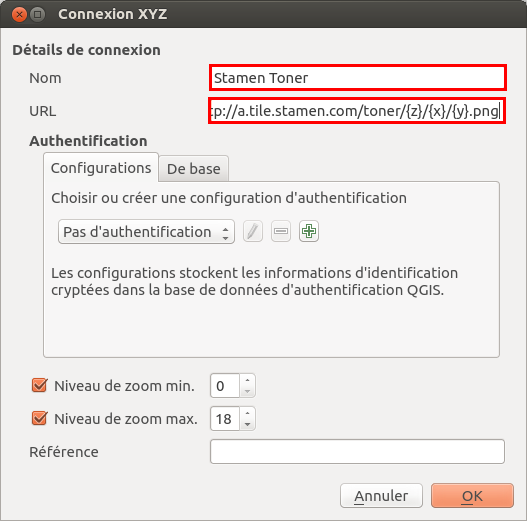 Connexion XYZ
Détails de connexion
Nom Stamen Toner
URL tp://a.tile.stamen.com/toner/{z}/{x}/{y}.png
Authentification
Configurations De base
Choisir ou créer une configuration d'authentification
Pas d'authentification
Les configurations stockent les informations d'identification
cryptées dans la base de données d'authentification QGIS.
Niveau de zoom min. 0
Niveau de zoom max. 18
Référence
Annuler OK